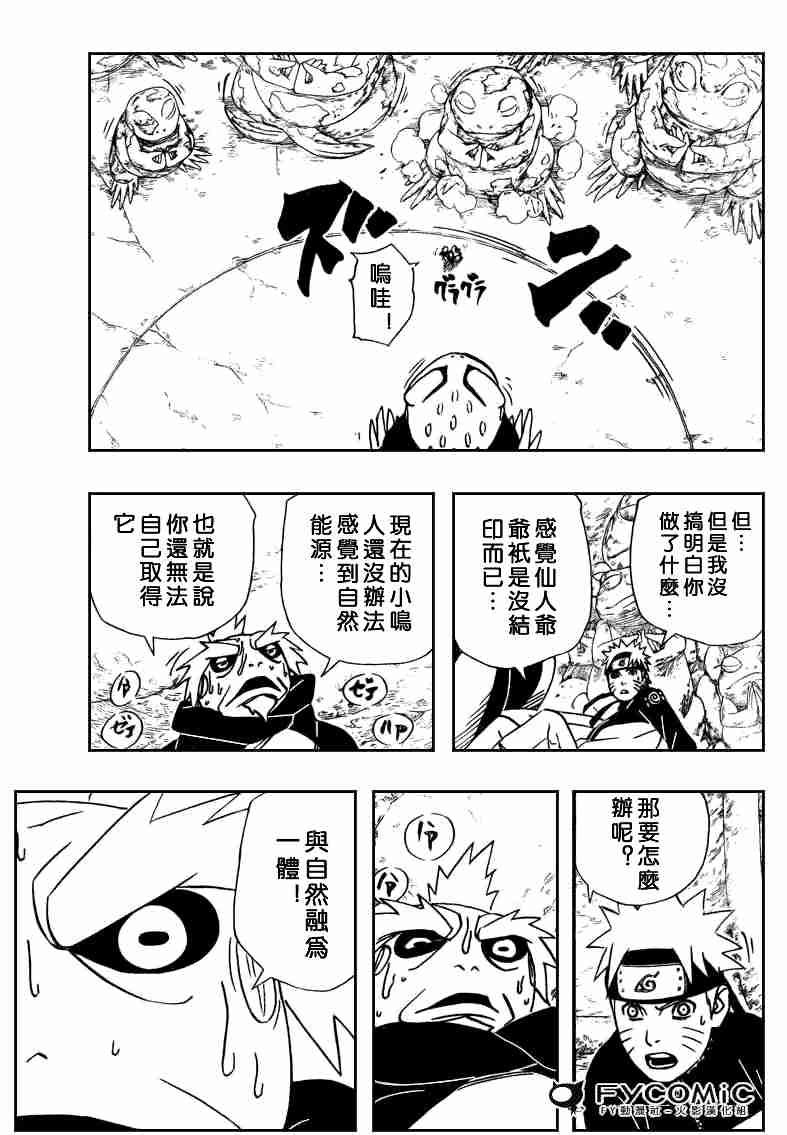 ズン
嗚
哇！
グラグラ
但…
但是我沒
搞明白你
做了什麼…
感覺仙人爺
爺衹是沒結
印而已…
現在的小鳴
人還沒辦法
感覺到自然
能源…
也就是說
你還無法
自己取得
它
ゼェ
ハァ
ハァ
ゼェ
那要怎麼
辦呢？
ハァ
ハァ
與自然融爲
一體！
FYCOMiC
FY動漫社－火影漢化組